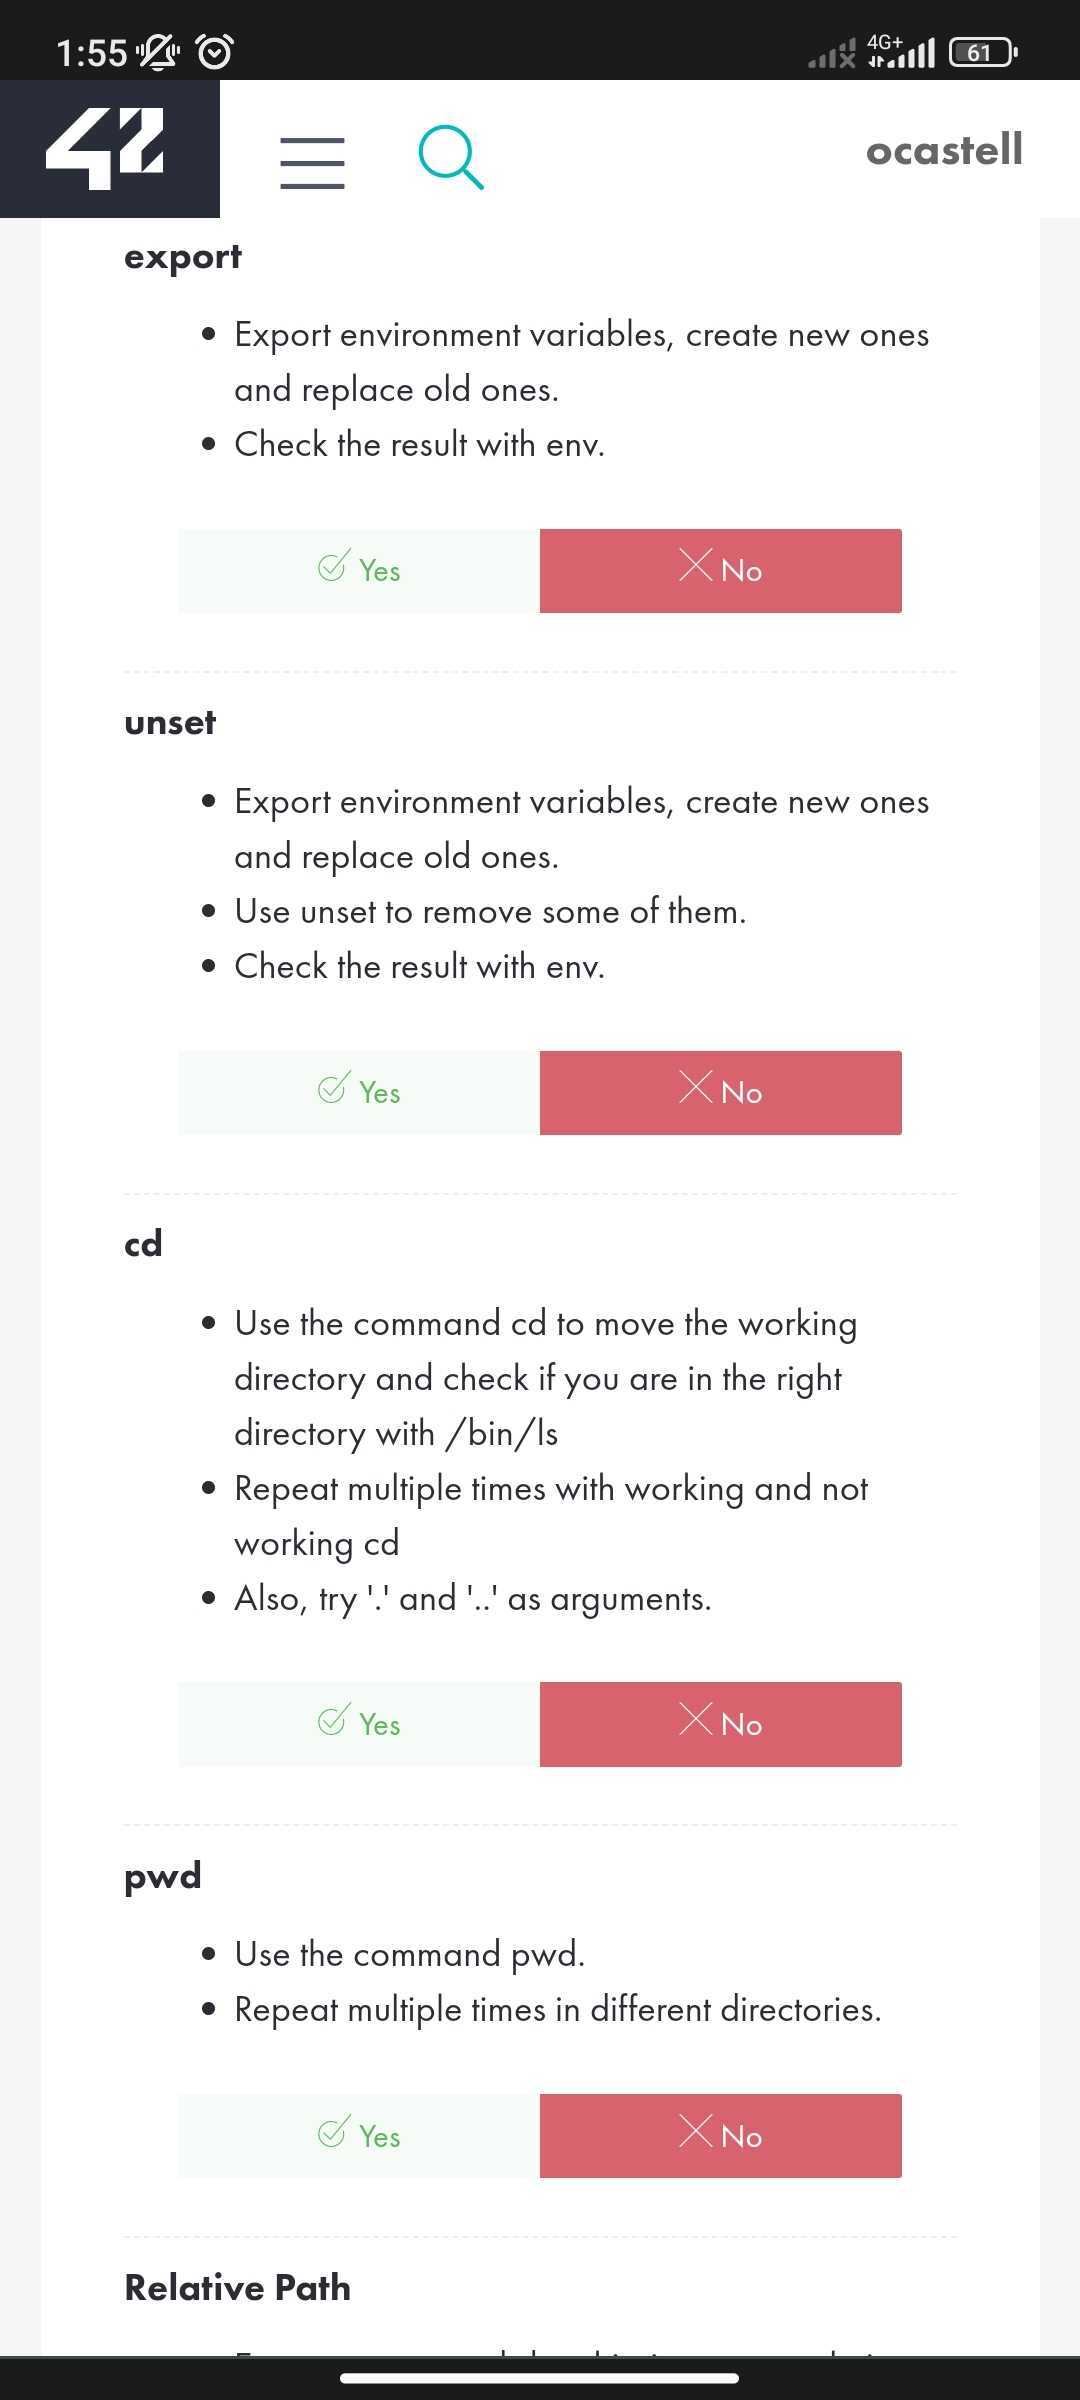 1:55
4G+
61
42
ocastell
export
• Export environment variables, create new ones
and replace old ones.
• Check the result with env.
Yes
No
unset
• Export environment variables, create new ones
and replace old ones.
• Use unset to remove some of them.
• Check the result with env.
Yes
No
cd
• Use the command cd to move the working
directory and check if you are in the right
directory with /bin/ls
• Repeat multiple times with working and not
working cd
• Also, try '.' and '..' as arguments.
Yes
No
pwd
• Use the command pwd.
• Repeat multiple times in different directories.
Yes
No
Relative Path